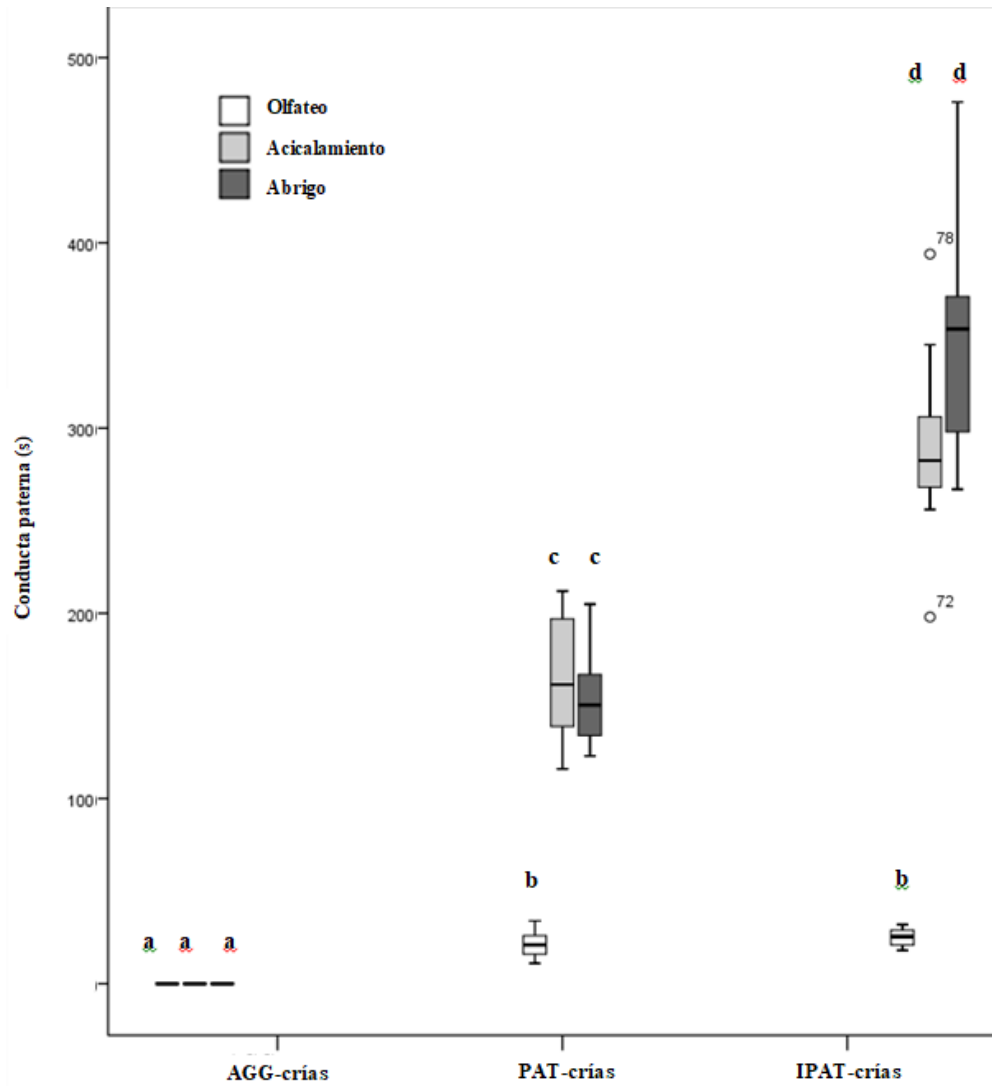 500
d d
Olfateo
Acicalamiento
Abrigo
400
78
Conducta paterna (s)
300
c c
200
72
100
b
b
a a a
AGG-crías
PAT-crías
IPAT-crías